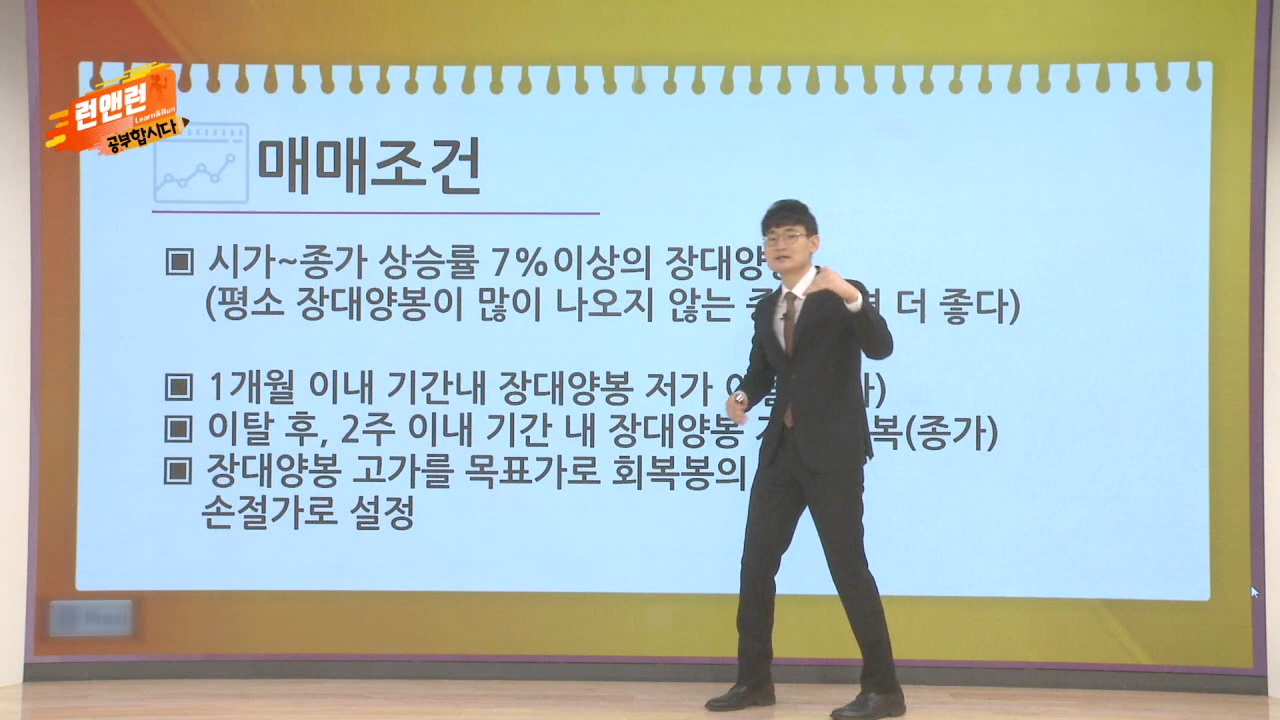 런앤런
Learn&Run
공부합시다
매매조건
▣ 시가~종가 상승률 7%이상의 장대양
(평소 장대양봉이 많이 나오지 않는 더 좋다)
▣ 1개월 이내 기간내 장대양봉 저가
▣ 이탈 후, 2주 이내 기간 내 장대양봉 복(종가)
▣ 장대양봉 고가를 목표가로 회복봉의
손절가로 설정